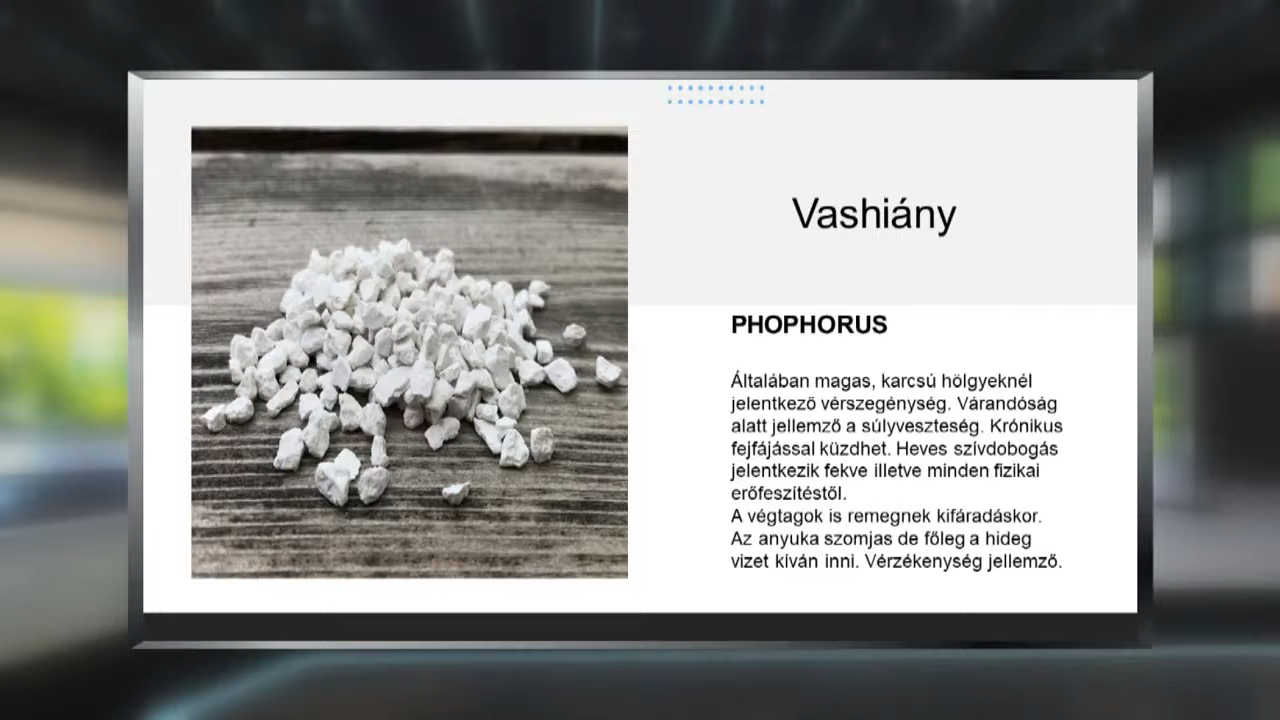 Vashiány
PHOPHORUS
Általában magas, karcsú hölgyeknél
jelentkező vérszegénység. Várandóság
alatt jellemző a súlyveszteség. Krónikus
fejfájással küzdhet. Heves szívdobogás
jelentkezik fekve illetve minden fizikai
erőfeszítéstől.
A végtagok is remegnek kifáradáskor.
Az anyuka szomjas de főleg a hideg
vizet kíván inni. Vérzékenység jellemző.